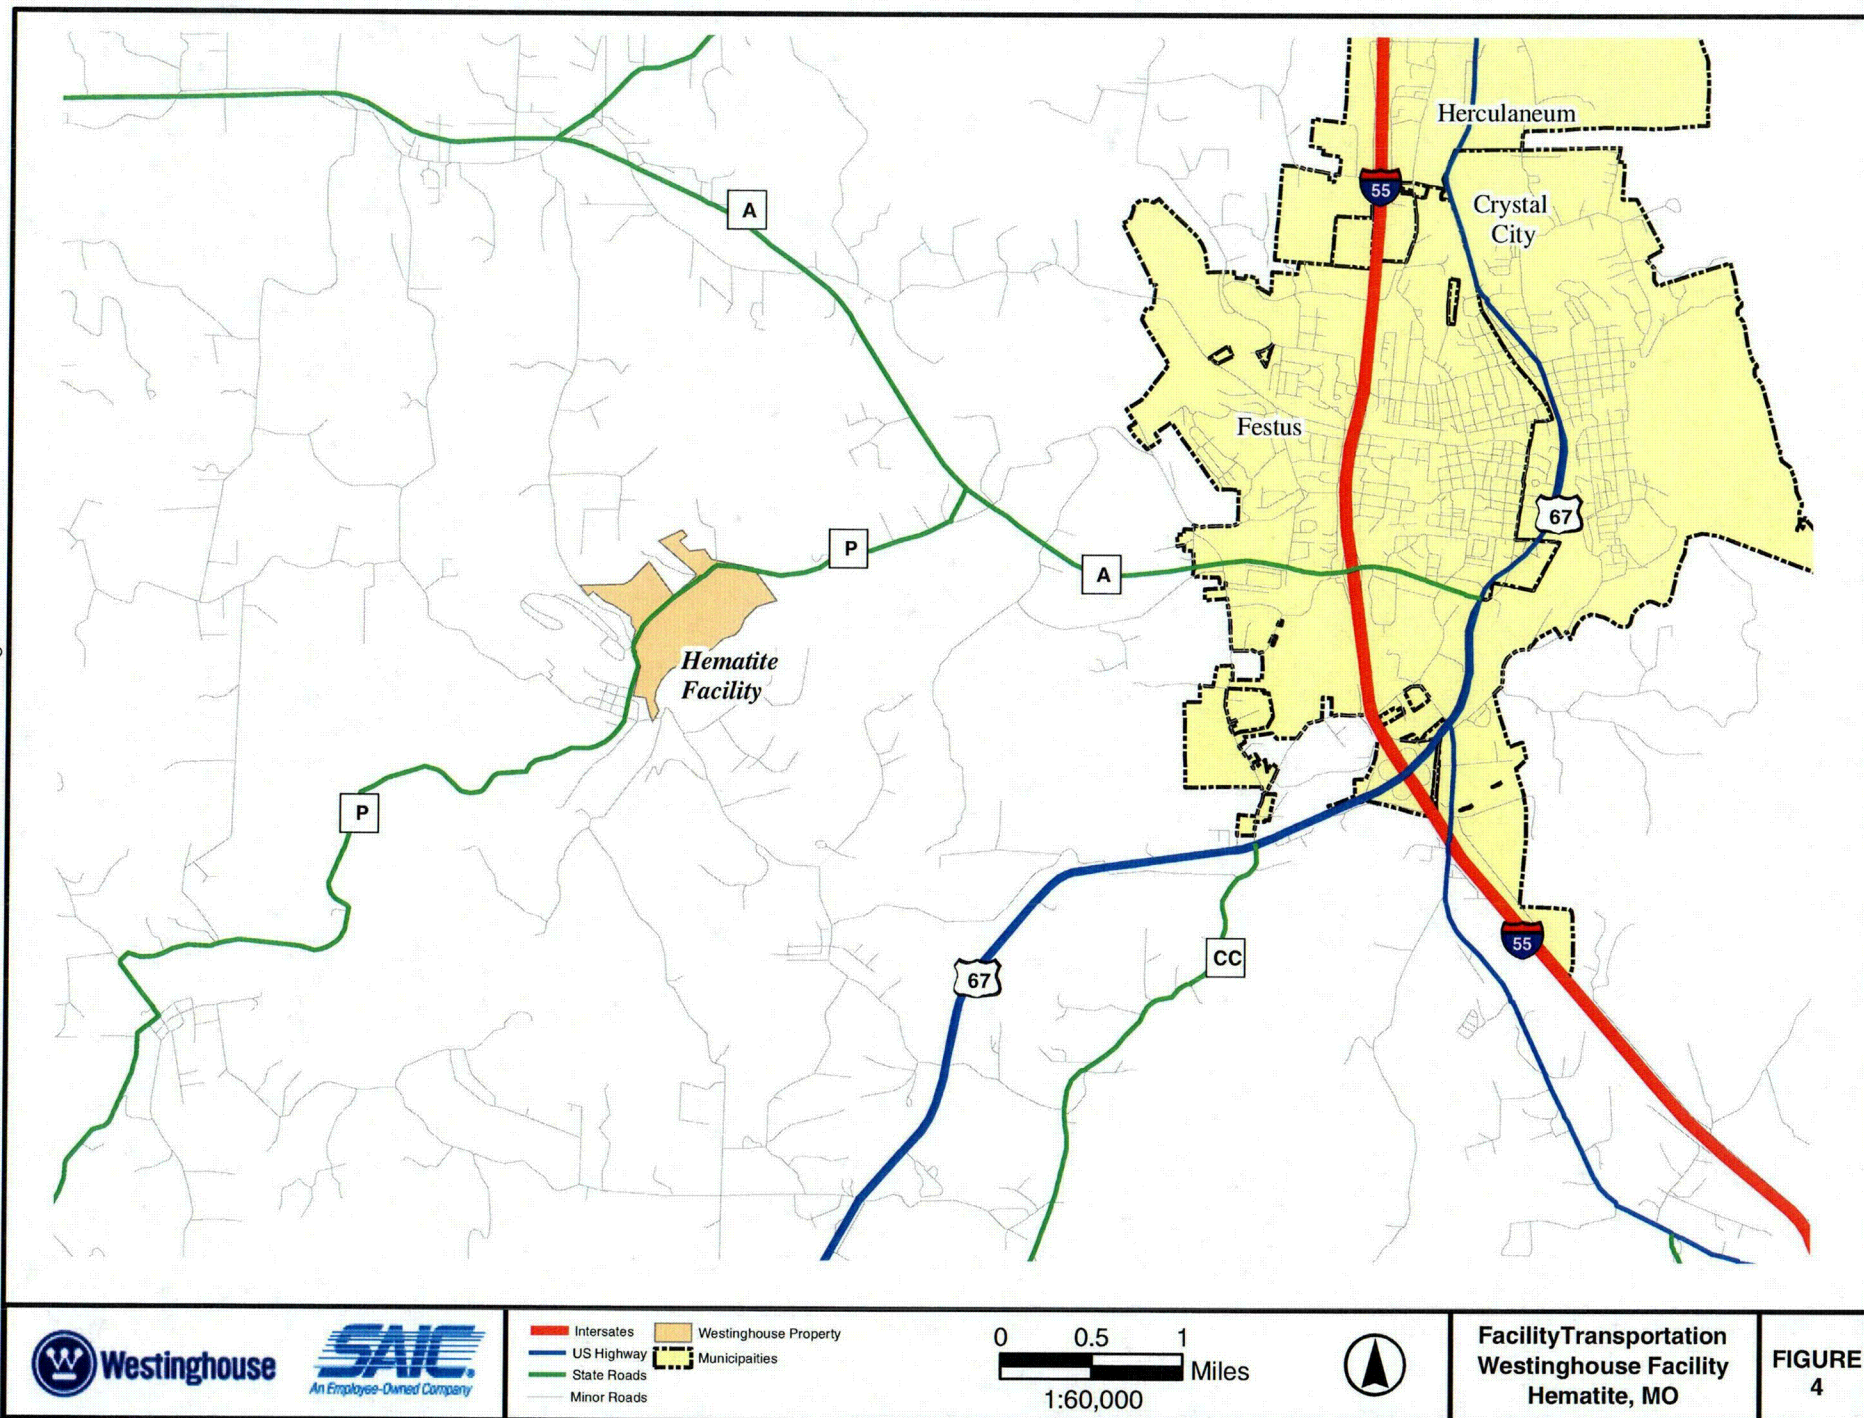 Herculaneum
55
Crystal
City
A
Festus
67
P
A
Hematite
Facility
P
55
CC
67
Westinghouse
SAIC
An Employee-Owned Company
Intersates
US Highway
State Roads
Minor Roads
Westinghouse Property
Municipaities
0 0.5 1
Miles
1:60,000
FacilityTransportation
Westinghouse Facility
Hematite, MO
FIGURE
4